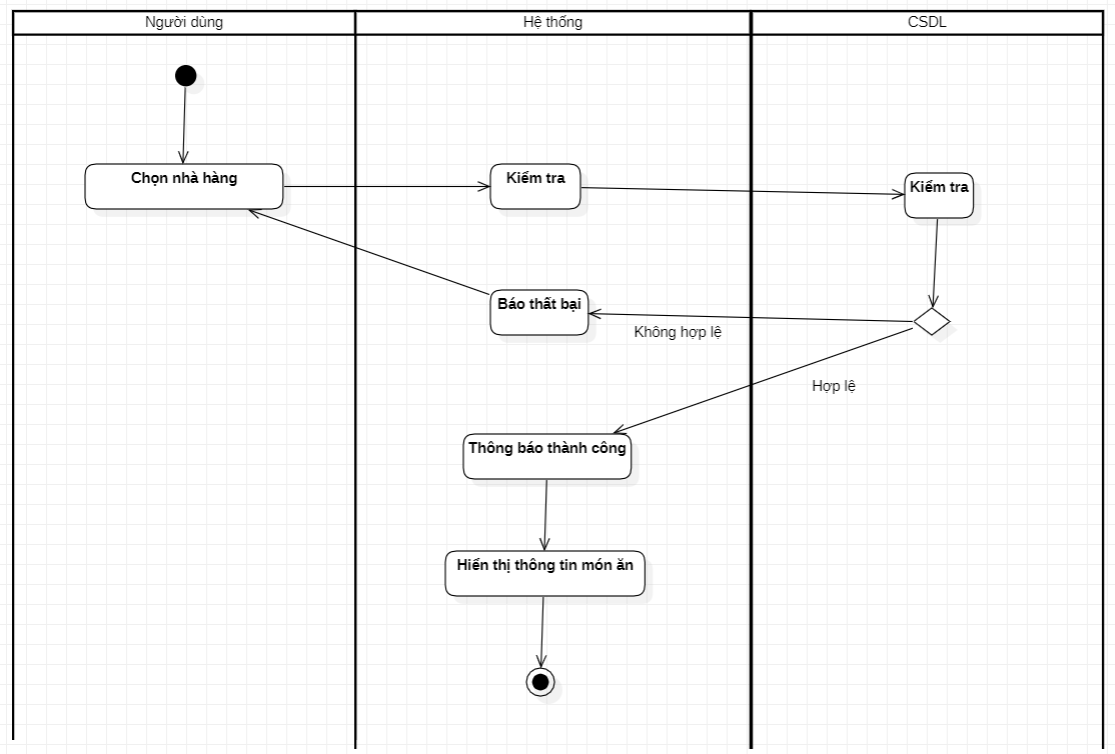 Người dùng
Hệ thống
CSDL
Chọn nhà hàng
Kiểm tra
Kiểm tra
Báo thất bại
Không hợp lệ
Hợp lệ
Thông báo thành công
Hiển thị thông tin món ăn